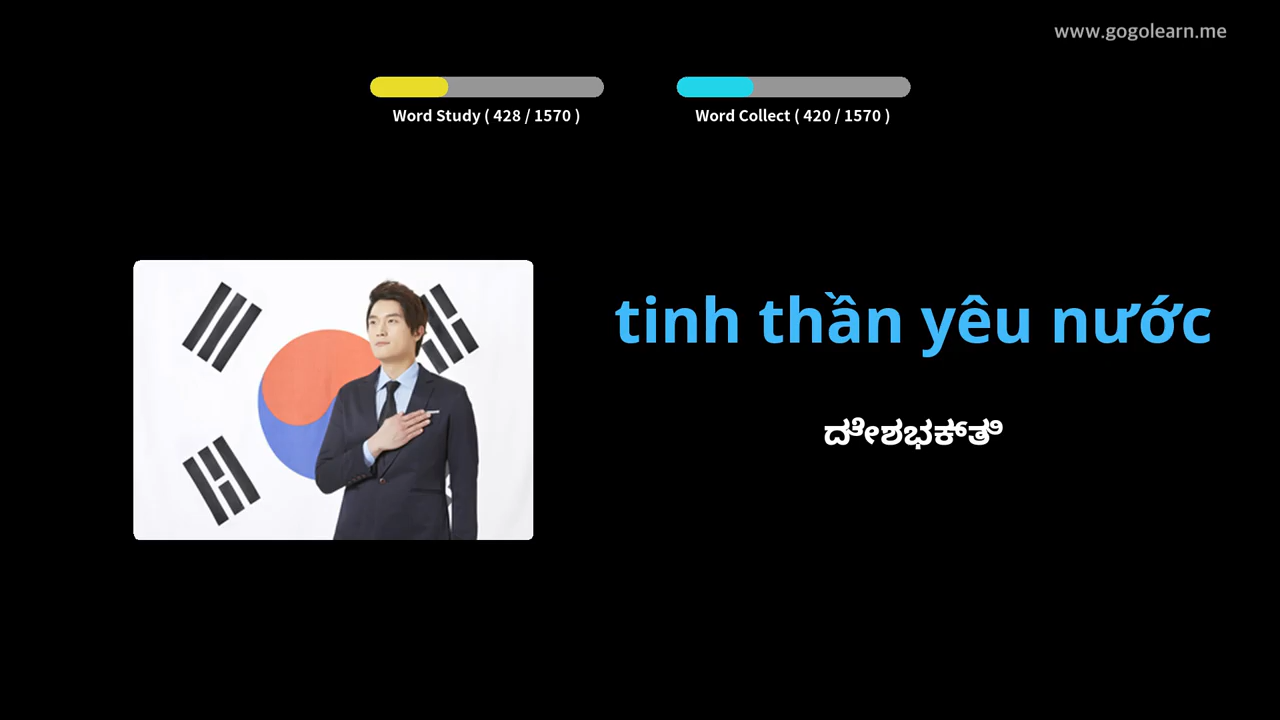 www.gogolearn.me
Word Study ( 428 / 1570 )
Word Collect ( 420 / 1570 )
tinh thần yêu nước
ದೇಶಭಕ್ತಿ